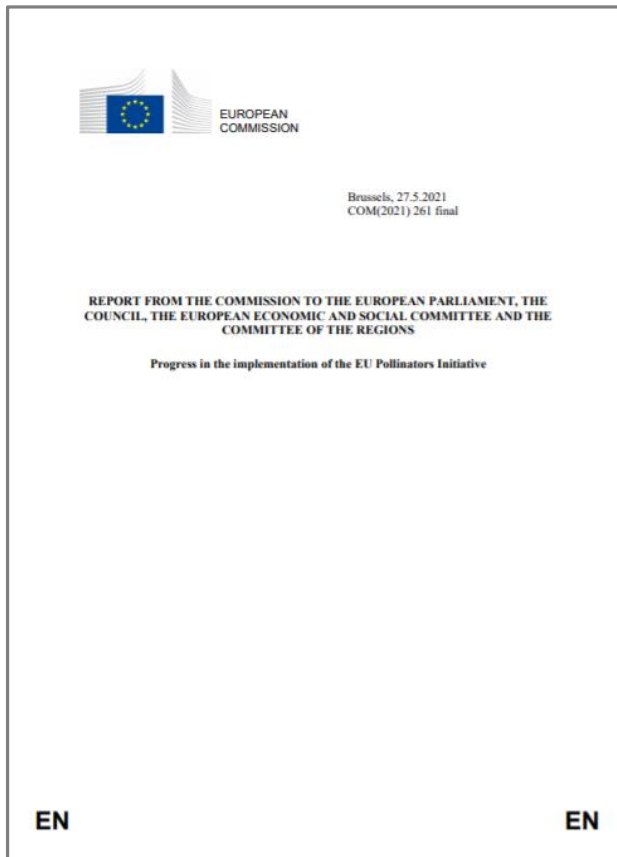 EUROPEAN
COMMISSION
Brussels, 27.5.2021
COM(2021) 261 final
REPORT FROM THE COMMISSION TO THE EUROPEAN PARLIAMENT, THE
COUNCIL, THE EUROPEAN ECONOMIC AND SOCIAL COMMITTEE AND THE
COMMITTEE OF THE REGIONS
Progress in the implementation of the EU Pollinators Initiative
EN EN